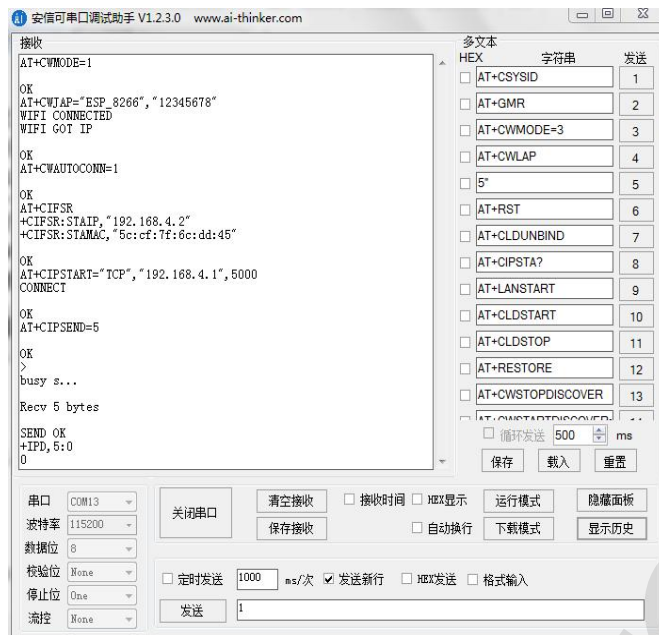 安信可串口调试助手 V1.2.3.0 www.ai-thinker.com
接收
AT+CWMODE=1
OK
AT+CWJAP="ESP_8266","12345678"
WIFI CONNECTED
WIFI GOT IP
OK
AT+CWAUTOCONN=1
OK
AT+CIFSR
+CIFSR:STAIP,"192.168.4.2"
+CIFSR:STAMAC,"5c:cf:7f:6c:dd:45"
OK
AT+CIPSTART="TCP","192.168.4.1",5000
CONNECT
OK
AT+CIPSEND=5
OK
>
busy s...
Recv 5 bytes
SEND OK
+IPD,5:0
0
多文本
HEX 字符串 发送
AT+CSYSID 1
AT+GMR 2
AT+CWMODE=3 3
AT+CWLAP 4
5" 5
AT+RST 6
AT+CLDUNBIND 7
AT+CIPSTA? 8
AT+LANSTART 9
AT+CLDSTART 10
AT+CLDSTOP 11
AT+RESTORE 12
AT+CWSTOPDISCOVER 13
循环发送 500 ms
保存 载入 重置
串口 COM13
波特率 115200
数据位 8
校验位 None
停止位 One
流控 None
关闭串口
清空接收 接收时间 HEX显示 运行模式 隐藏面板
保存接收 自动换行 下载模式 显示历史
定时发送 1000 ms/次 发送新行 HEX发送 格式输入
发送 1